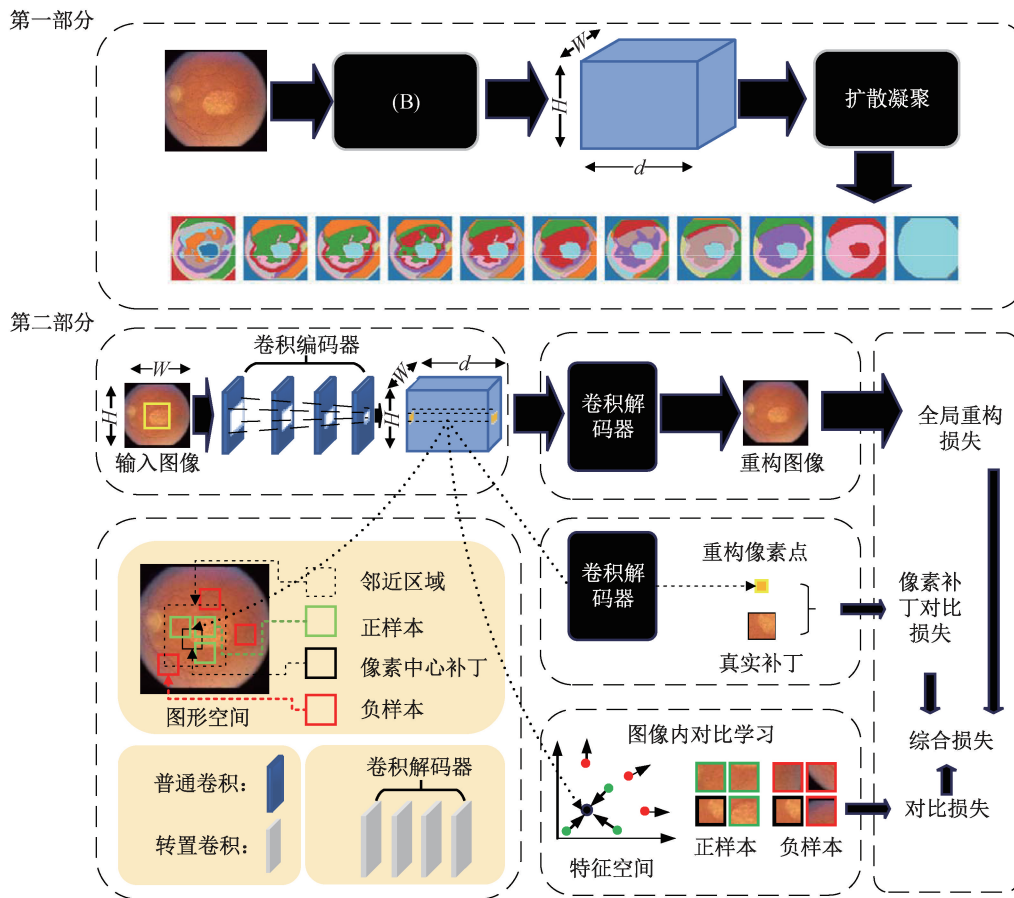 第一部分
W
H
d
(B)
扩散凝聚
第二部分
W
H
输入图像
卷积编码器
W
d
H
卷积解
码器
重构图像
全局重构
损失
邻近区域
正样本
像素中心补丁
负样本
图形空间
卷积解
码器
重构像素点
真实补丁
像素补
丁对比
损失
综合损失
对比损失
普通卷积：
转置卷积：
卷积解码器
图像内对比学习
特征空间
正样本
负样本